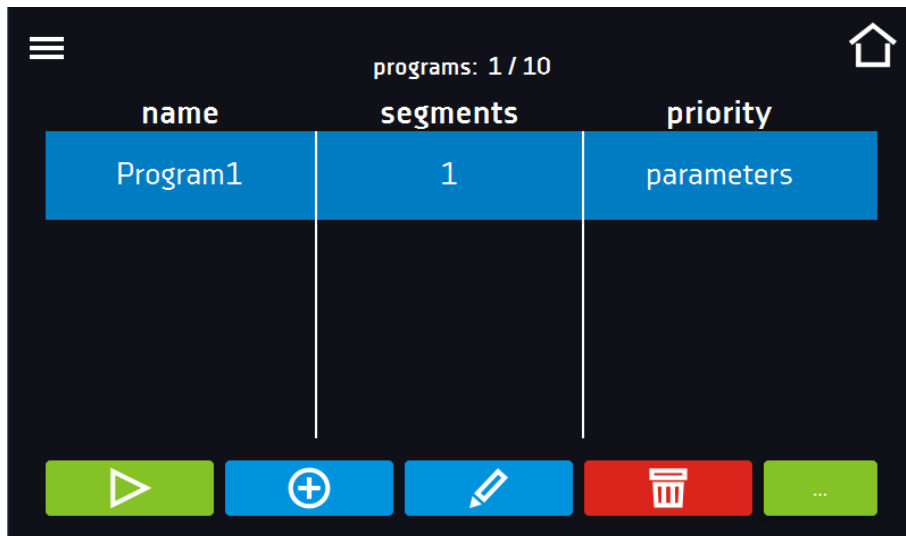 programs: 1 / 10
name segments priority
Program1 1 parameters
...